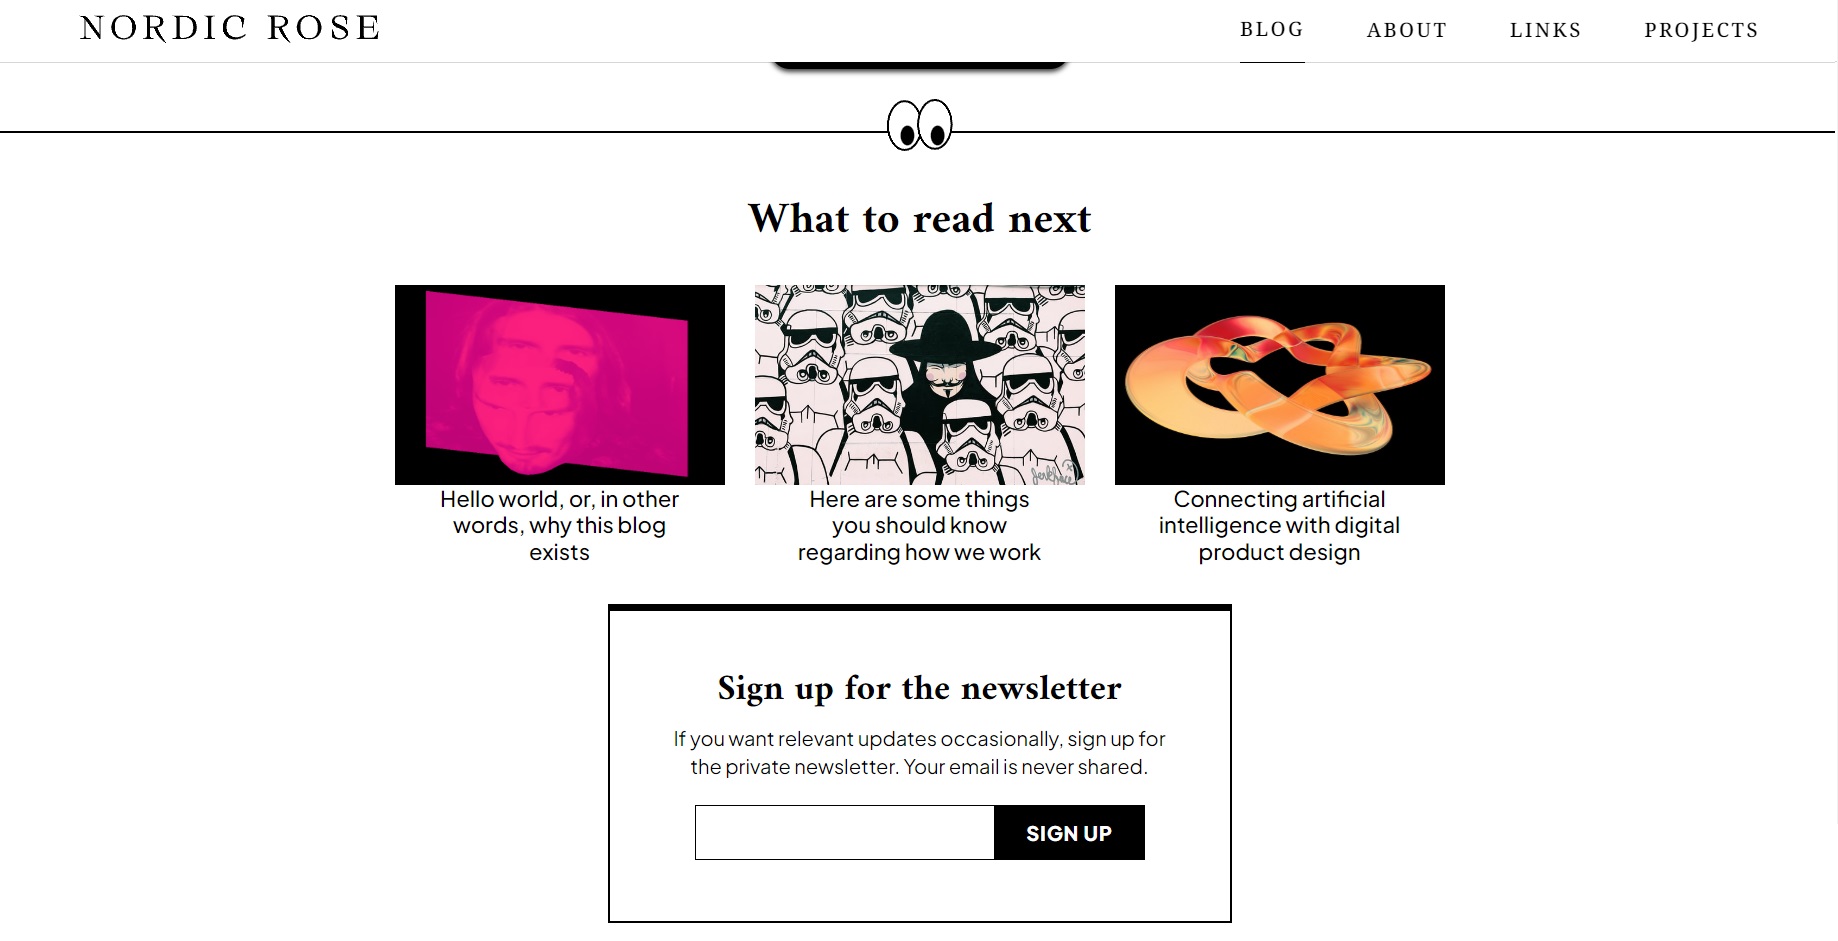 NORDIC ROSE
BLOG
ABOUT
LINKS
PROJECTS
What to read next
Hello world, or, in other
words, why this blog
exists
Here are some things
you should know
regarding how we work
Connecting artificial
intelligence with digital
product design
Sign up for the newsletter
If you want relevant updates occasionally, sign up for
the private newsletter. Your email is never shared.
SIGN UP